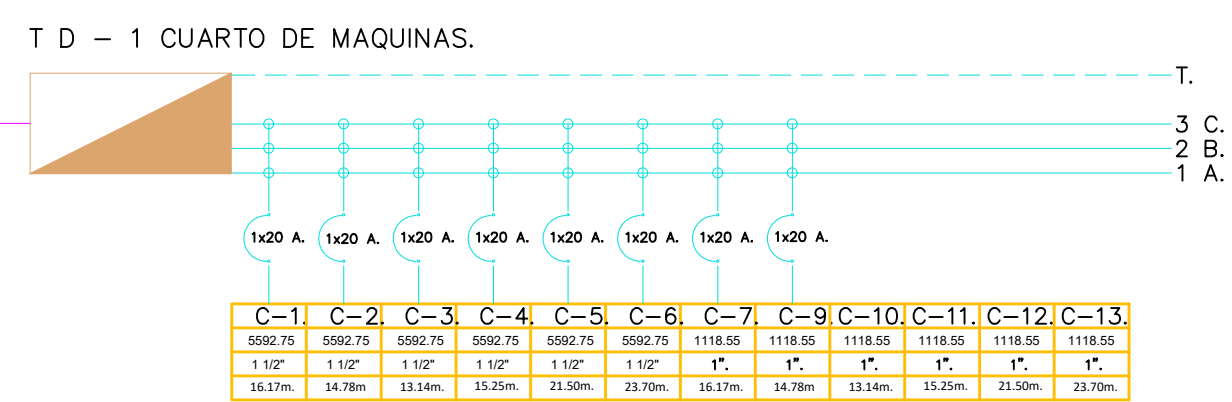 T D - 1 CUARTO DE MAQUINAS.
T.
3 C.
2 B.
1 A.
1x20 A. 1x20 A. 1x20 A. 1x20 A. 1x20 A. 1x20 A. 1x20 A. 1x20 A.
C-1. C-2. C-3. C-4. C-5. C-6. C-7. C-9. C-10. C-11. C-12. C-13.
5592.75 5592.75 5592.75 5592.75 5592.75 5592.75 1118.55 1118.55 1118.55 1118.55 1118.55 1118.55
1 1/2" 1 1/2" 1 1/2" 1 1/2" 1 1/2" 1 1/2" 1". 1". 1". 1". 1". 1".
16.17m. 14.78m 13.14m. 15.25m. 21.50m. 23.70m. 16.17m. 14.78m 13.14m. 15.25m. 21.50m. 23.70m.